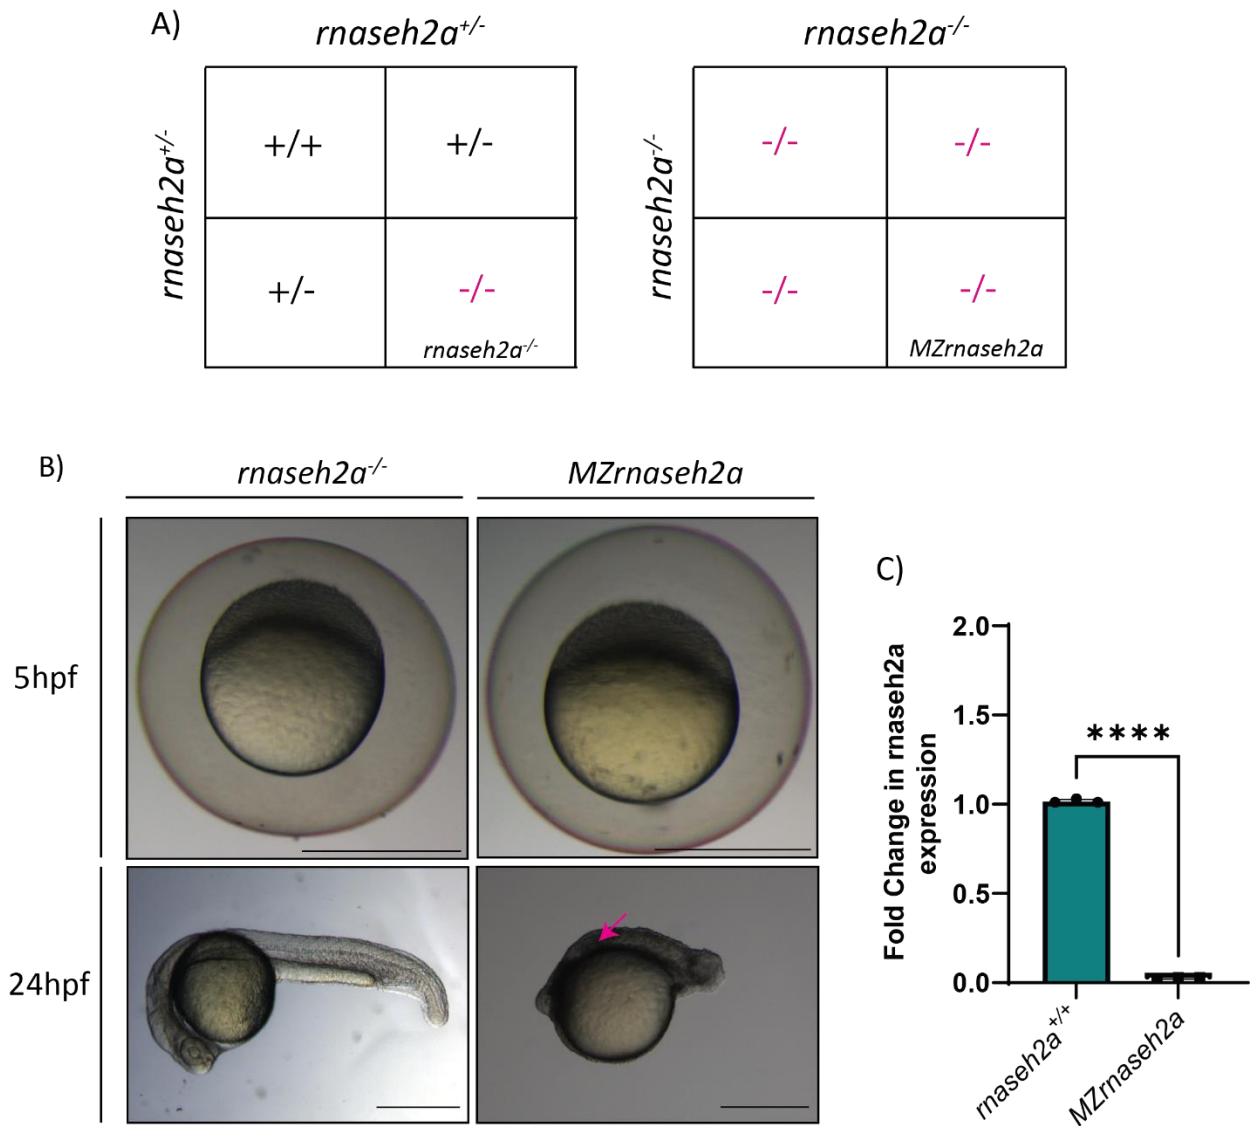 A)
rnaseh2a+/-
rnaseh2a-/-
rnaseh2a+/-
+/+
+/-
+/-
-/-
rnaseh2a-/-
rnaseh2a-/-
-/-
-/-
-/-
-/-
MZrnaseh2a
B)
rnaseh2a-/-
MZrnaseh2a
5hpf
24hpf
C)
Fold Change in rnaseh2a
expression
2.0
1.5
1.0
0.5
0.0
****
rnaseh2a+/+
MZrnaseh2a